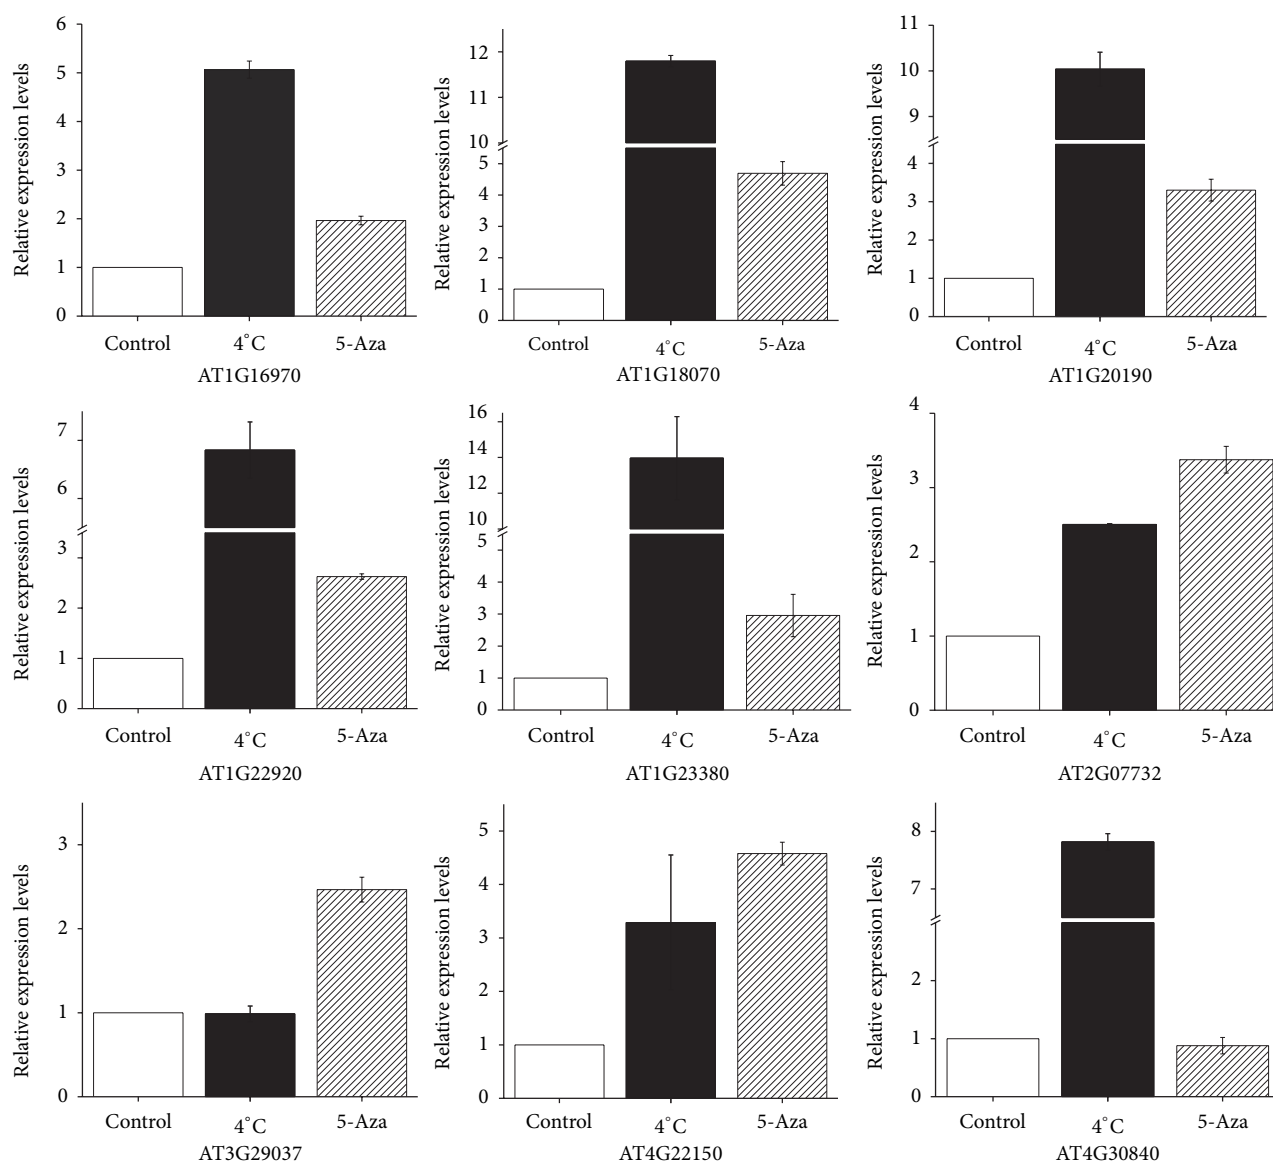 Relative expression levels
6
5
4
3
2
1
0
Control
4°C
5-Aza
AT1G16970
Relative expression levels
12
11
10
5
4
3
2
1
0
Control
4°C
5-Aza
AT1G18070
Relative expression levels
11
10
9
4
3
2
1
0
Control
4°C
5-Aza
AT1G20190
Relative expression levels
7
6
3
2
1
0
Control
4°C
5-Aza
AT1G22920
Relative expression levels
16
14
12
10
5
4
3
2
1
0
Control
4°C
5-Aza
AT1G23380
Relative expression levels
4
3
2
1
0
Control
4°C
5-Aza
AT2G07732
Relative expression levels
3
2
1
0
Control
4°C
5-Aza
AT3G29037
Relative expression levels
5
4
3
2
1
0
Control
4°C
5-Aza
AT4G22150
Relative expression levels
8
7
2
1
0
Control
4°C
5-Aza
AT4G30840